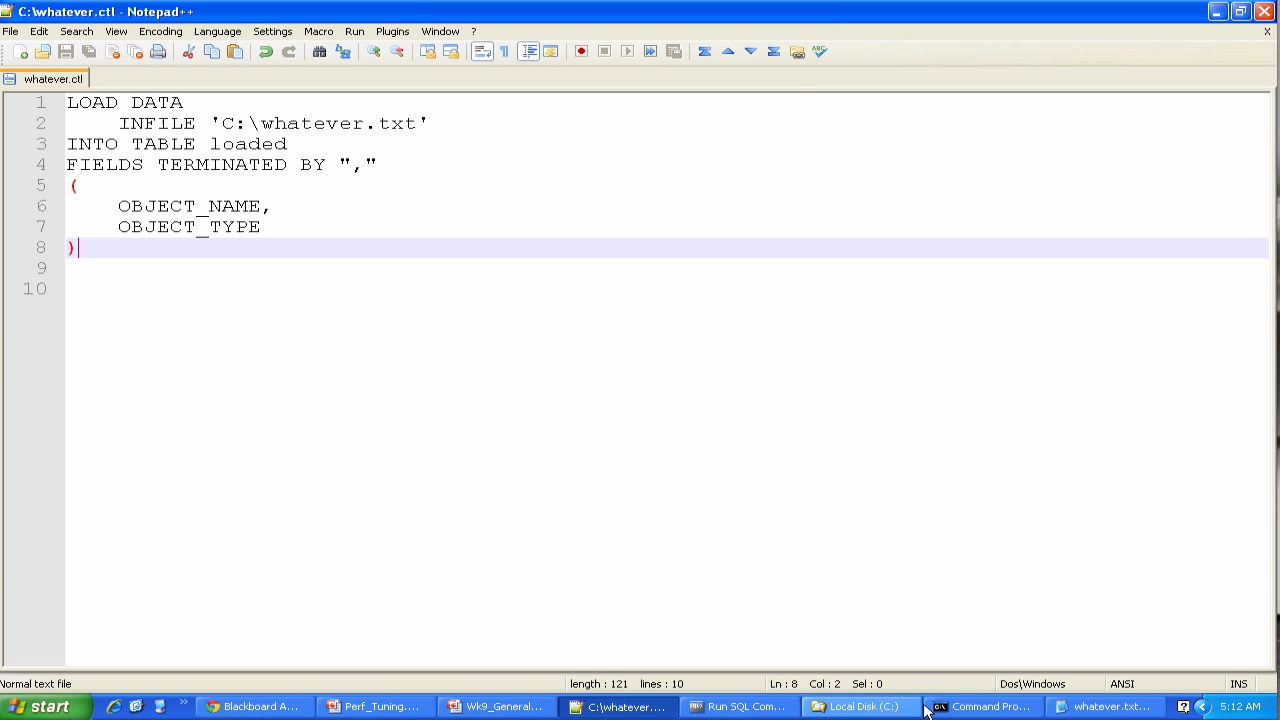 C:\whatever.ctl - Notepad++
File Edit Search View Encoding Language Settings Macro Run Plugins Window ? X
whatever.ctl
1 LOAD DATA
2 INFILE 'C:\whatever.txt'
3 INTO TABLE loaded
4 FIELDS TERMINATED BY ","
5 (
6 OBJECT_NAME,
7 OBJECT_TYPE
8 )
9
10
Normal text file length : 121 lines : 10 Ln : 8 Col : 2 Sel : 0 Dos\Windows ANSI INS
start Blackboard A... Perf_Tuning.... Wk9_General... C:\whatever.... Run SQL Com... Local Disk (C:) Command Pro... whatever.txt... 5:12 AM